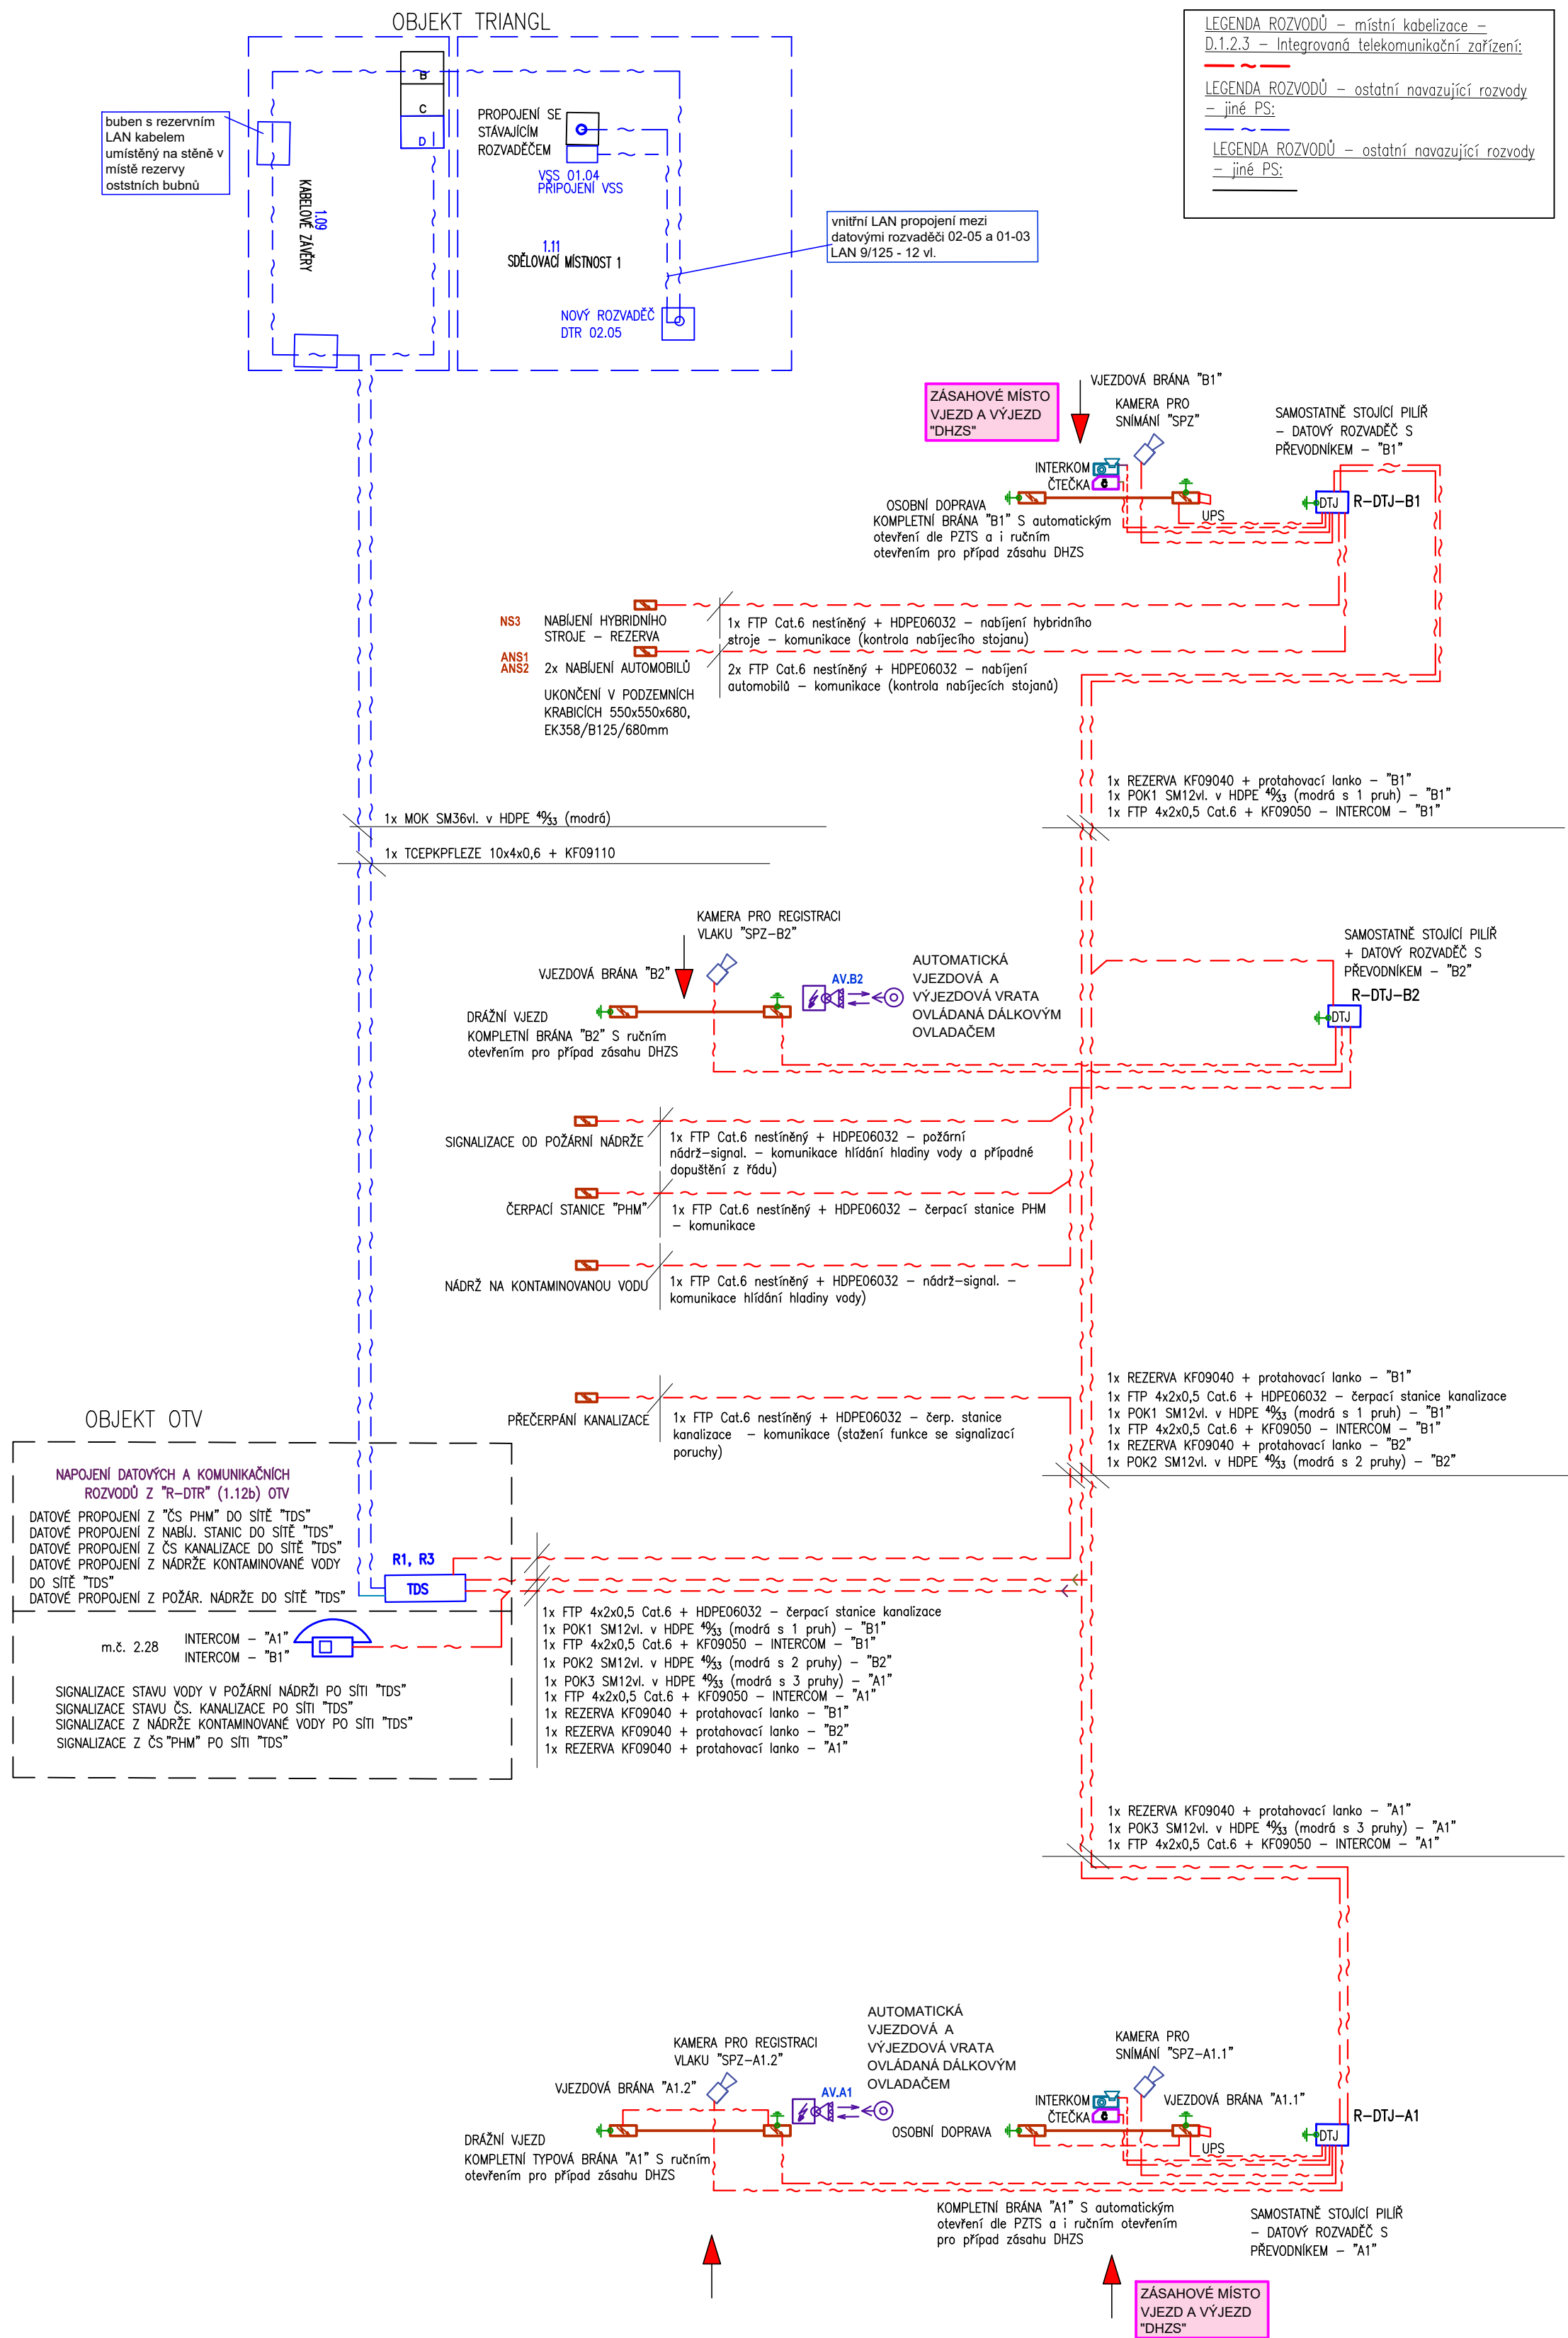 OBJEKT TRIANGL
LEGENDA ROZVODŮ – místní kabelizace –
D.1.2.3 – Integrovaná telekomunikační zařízení:
LEGENDA ROZVODŮ – ostatní navazující rozvody
– jiné PS:
LEGENDA ROZVODŮ – ostatní navazující rozvody
– jiné PS:
buben s rezervním
LAN kabelem
umístěný na stěně v
místě rezervy
oststních bubnů
B
C
D
1.09
KABELOVÉ ZÁVĚRY
PROPOJENÍ SE
STÁVAJÍCÍM
ROZVADĚČEM
VSS 01.04
PŘIPOJENÍ VSS
1.11
SDĚLOVACÍ MÍSTNOST 1
NOVÝ ROZVADĚČ
DTR 02.05
vnitřní LAN propojení mezi
datovými rozvaděči 02-05 a 01-03
LAN 9/125 - 12 vl.
ZÁSAHOVÉ MÍSTO
VJEZD A VÝJEZD
"DHZS"
VJEZDOVÁ BRÁNA "B1"
KAMERA PRO
SNÍMÁNÍ "SPZ"
SAMOSTATNĚ STOJÍCÍ PILÍŘ
– DATOVÝ ROZVADĚČ S
PŘEVODNÍKEM – "B1"
INTERKOM
ČTEČKA
Č
OSOBNÍ DOPRAVA
KOMPLETNÍ BRÁNA "B1" S automatickým
otevření dle PZTS a i ručním
otevřením pro případ zásahu DHZS
UPS
DTJ
R-DTJ-B1
NS3
NABÍJENÍ HYBRIDNÍHO
STROJE – REZERVA
1x FTP Cat.6 nestíněný + HDPE06032 – nabíjení hybridního
stroje – komunikace (kontrola nabíjecího stojanu)
ANS1
ANS2
2x NABÍJENÍ AUTOMOBILŮ
2x FTP Cat.6 nestíněný + HDPE06032 – nabíjení
automobilů – komunikace (kontrola nabíjecích stojanů)
UKONČENÍ V PODZEMNÍCH
KRABICÍCH 550x550x680,
EK358/B125/680mm
1x REZERVA KF09040 + protahovací lanko – "B1"
1x POK1 SM12vl. v HDPE 40/33 (modrá s 1 pruh) – "B1"
1x FTP 4x2x0,5 Cat.6 + KF09050 – INTERCOM – "B1"
1x MOK SM36vl. v HDPE 40/33 (modrá)
1x TCEPKPFLEZE 10x4x0,6 + KF09110
KAMERA PRO REGISTRACI
VLAKU "SPZ-B2"
VJEZDOVÁ BRÁNA "B2"
AV.B2
AUTOMATICKÁ
VJEZDOVÁ A
VÝJEZDOVÁ VRATA
OVLÁDANÁ DÁLKOVÝM
OVLADAČEM
SAMOSTATNĚ STOJÍCÍ PILÍŘ
+ DATOVÝ ROZVADĚČ S
PŘEVODNÍKEM – "B2"
R-DTJ-B2
DTJ
DRÁŽNÍ VJEZD
KOMPLETNÍ BRÁNA "B2" S ručním
otevřením pro případ zásahu DHZS
SIGNALIZACE OD POŽÁRNÍ NÁDRŽE
1x FTP Cat.6 nestíněný + HDPE06032 – požární
nádrž-signal. – komunikace hlídání hladiny vody a případné
dopuštění z řádu)
ČERPACÍ STANICE "PHM"
1x FTP Cat.6 nestíněný + HDPE06032 – čerpací stanice PHM
– komunikace
NÁDRŽ NA KONTAMINOVANOU VODU
1x FTP Cat.6 nestíněný + HDPE06032 – nádrž-signal. –
komunikace hlídání hladiny vody)
PŘEČERPÁNÍ KANALIZACE
1x FTP Cat.6 nestíněný + HDPE06032 – čerp. stanice
kanalizace – komunikace (stažení funkce se signalizací
poruchy)
1x REZERVA KF09040 + protahovací lanko – "B1"
1x FTP 4x2x0,5 Cat.6 + HDPE06032 – čerpací stanice kanalizace
1x POK1 SM12vl. v HDPE 40/33 (modrá s 1 pruh) – "B1"
1x FTP 4x2x0,5 Cat.6 + KF09050 – INTERCOM – "B1"
1x REZERVA KF09040 + protahovací lanko – "B2"
1x POK2 SM12vl. v HDPE 40/33 (modrá s 2 pruhy) – "B2"
OBJEKT OTV
NAPOJENÍ DATOVÝCH A KOMUNIKAČNÍCH
ROZVODŮ Z "R-DTR" (1.12b) OTV
DATOVÉ PROPOJENÍ Z "ČS PHM" DO SÍTĚ "TDS"
DATOVÉ PROPOJENÍ Z NABÍJ. STANIC DO SÍTĚ "TDS"
DATOVÉ PROPOJENÍ Z ČS KANALIZACE DO SÍTĚ "TDS"
DATOVÉ PROPOJENÍ Z NÁDRŽE KONTAMINOVANÉ VODY
DO SÍTĚ "TDS"
DATOVÉ PROPOJENÍ Z POŽÁR. NÁDRŽE DO SÍTĚ "TDS"
R1, R3
TDS
m.č. 2.28
INTERCOM – "A1"
INTERCOM – "B1"
SIGNALIZACE STAVU VODY V POŽÁRNÍ NÁDRŽI PO SÍTI "TDS"
SIGNALIZACE STAVU ČS. KANALIZACE PO SÍTI "TDS"
SIGNALIZACE Z NÁDRŽE KONTAMINOVANÉ VODY PO SÍTI "TDS"
SIGNALIZACE Z ČS "PHM" PO SÍTI "TDS"
1x FTP 4x2x0,5 Cat.6 + HDPE06032 – čerpací stanice kanalizace
1x POK1 SM12vl. v HDPE 40/33 (modrá s 1 pruh) – "B1"
1x FTP 4x2x0,5 Cat.6 + KF09050 – INTERCOM – "B1"
1x POK2 SM12vl. v HDPE 40/33 (modrá s 2 pruhy) – "B2"
1x POK3 SM12vl. v HDPE 40/33 (modrá s 3 pruhy) – "A1"
1x FTP 4x2x0,5 Cat.6 + KF09050 – INTERCOM – "A1"
1x REZERVA KF09040 + protahovací lanko – "B1"
1x REZERVA KF09040 + protahovací lanko – "B2"
1x REZERVA KF09040 + protahovací lanko – "A1"
1x REZERVA KF09040 + protahovací lanko – "A1"
1x POK3 SM12vl. v HDPE 40/33 (modrá s 3 pruhy) – "A1"
1x FTP 4x2x0,5 Cat.6 + KF09050 – INTERCOM – "A1"
KAMERA PRO REGISTRACI
VLAKU "SPZ-A1.2"
VJEZDOVÁ BRÁNA "A1.2"
AV.A1
AUTOMATICKÁ
VJEZDOVÁ A
VÝJEZDOVÁ VRATA
OVLÁDANÁ DÁLKOVÝM
OVLADAČEM
KAMERA PRO
SNÍMÁNÍ "SPZ-A1.1"
INTERKOM
ČTEČKA
Č
VJEZDOVÁ BRÁNA "A1.1"
OSOBNÍ DOPRAVA
UPS
DTJ
R-DTJ-A1
DRÁŽNÍ VJEZD
KOMPLETNÍ TYPOVÁ BRÁNA "A1" S ručním
otevřením pro případ zásahu DHZS
KOMPLETNÍ BRÁNA "A1" S automatickým
otevření dle PZTS a i ručním otevřením
pro případ zásahu DHZS
SAMOSTATNĚ STOJÍCÍ PILÍŘ
– DATOVÝ ROZVADĚČ S
PŘEVODNÍKEM – "A1"
ZÁSAHOVÉ MÍSTO
VJEZD A VÝJEZD
"DHZS"